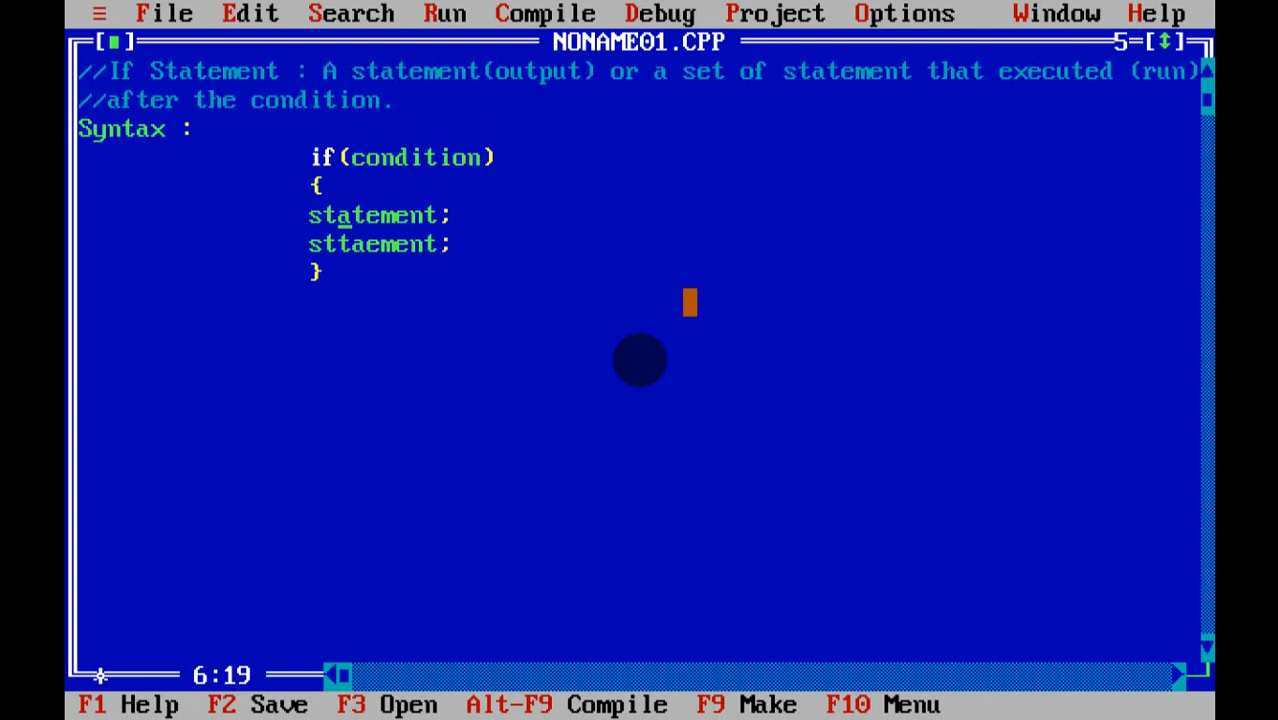 ≡ File Edit Search Run Compile Debug Project Options Window Help
[■] NONAME01.CPP 5=[↕]
//If Statement : A statement(output) or a set of statement that executed (run)
//after the condition.
Syntax :
if(condition)
{
statement;
sttaement;
}
6:19
F1 Help F2 Save F3 Open Alt-F9 Compile F9 Make F10 Menu